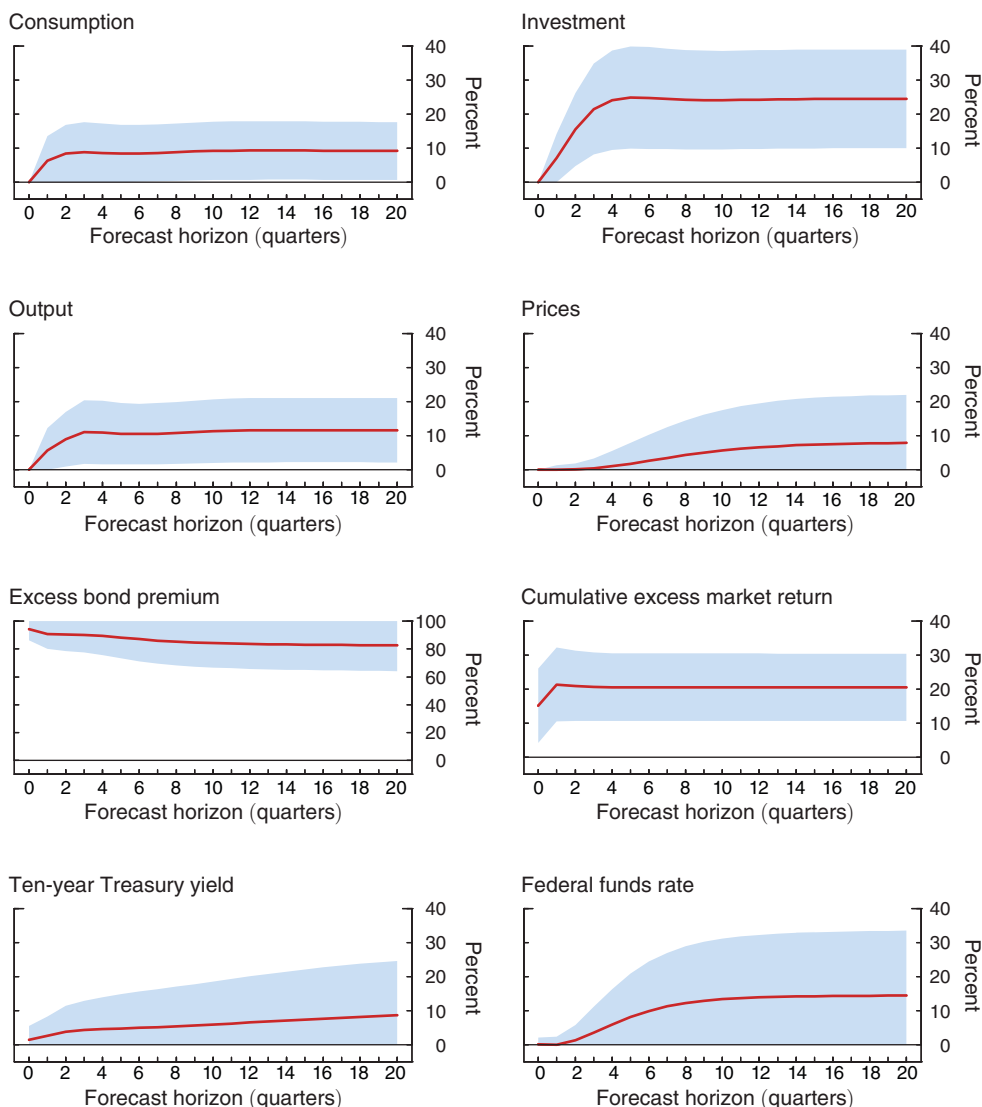 Consumption
40
30
20
10
0
Percent
0 2 4 6 8 10 12 14 16 18 20
Forecast horizon (quarters)
Investment
40
30
20
10
0
Percent
0 2 4 6 8 10 12 14 16 18 20
Forecast horizon (quarters)
Output
40
30
20
10
0
Percent
0 2 4 6 8 10 12 14 16 18 20
Forecast horizon (quarters)
Prices
40
30
20
10
0
Percent
0 2 4 6 8 10 12 14 16 18 20
Forecast horizon (quarters)
Excess bond premium
100
80
60
40
20
0
Percent
0 2 4 6 8 10 12 14 16 18 20
Forecast horizon (quarters)
Cumulative excess market return
40
30
20
10
0
Percent
0 2 4 6 8 10 12 14 16 18 20
Forecast horizon (quarters)
Ten-year Treasury yield
40
30
20
10
0
Percent
0 2 4 6 8 10 12 14 16 18 20
Forecast horizon (quarters)
Federal funds rate
40
30
20
10
0
Percent
0 2 4 6 8 10 12 14 16 18 20
Forecast horizon (quarters)